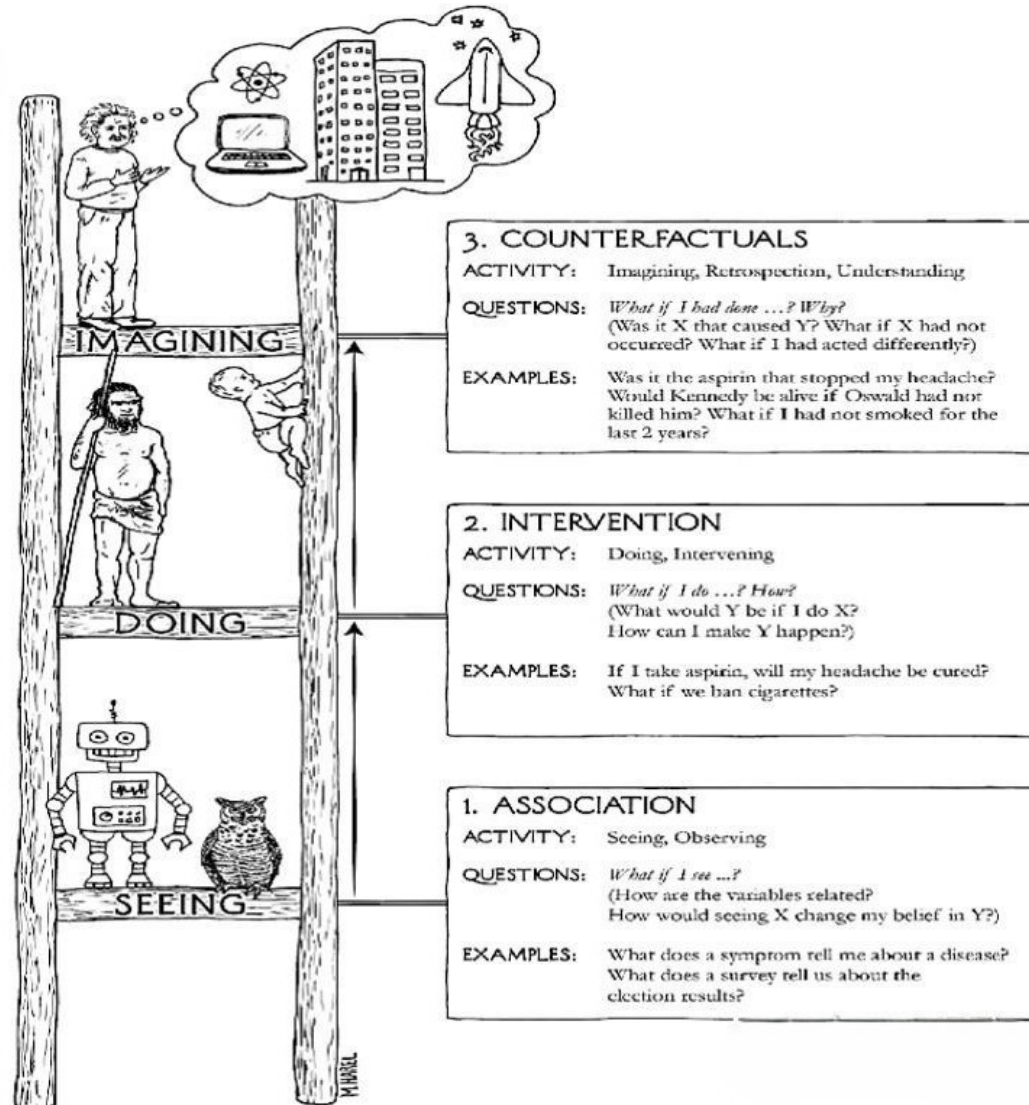 IMAGINING
DOING
SEEING
3. COUNTERFACTUALS
ACTIVITY: Imagining, Retrospection, Understanding
QUESTIONS: What if I had done ...? Why?
(Was it X that caused Y? What if X had not
occurred? What if I had acted differently?)
EXAMPLES: Was it the aspirin that stopped my headache?
Would Kennedy be alive if Oswald had not
killed him? What if I had not smoked for the
last 2 years?
2. INTERVENTION
ACTIVITY: Doing, Intervening
QUESTIONS: What if I do ...? How?
(What would Y be if I do X?
How can I make Y happen?)
EXAMPLES: If I take aspirin, will my headache be cured?
What if we ban cigarettes?
1. ASSOCIATION
ACTIVITY: Seeing, Observing
QUESTIONS: What if I see ...?
(How are the variables related?
How would seeing X change my belief in Y?)
EXAMPLES: What does a symptom tell me about a disease?
What does a survey tell us about the
election results?
M.HAREL